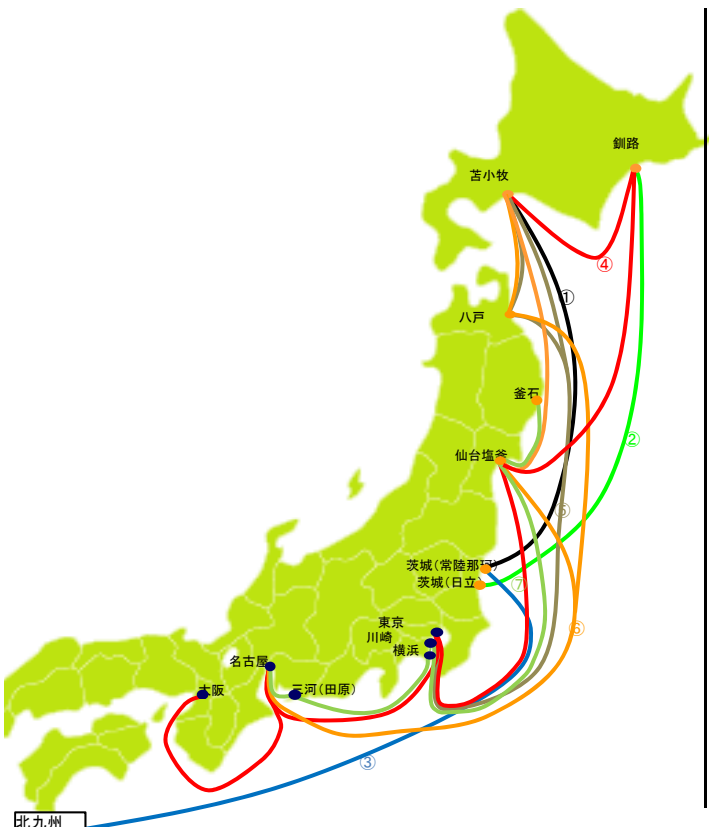 釧路
苫小牧
④
①
八戸
釜石
②
仙台塩釜
⑤
茨城(常陸那珂)
茨城(日立)
⑦
東京
⑥
川崎
横浜
名古屋
大阪
三河(田原)
③
北九州